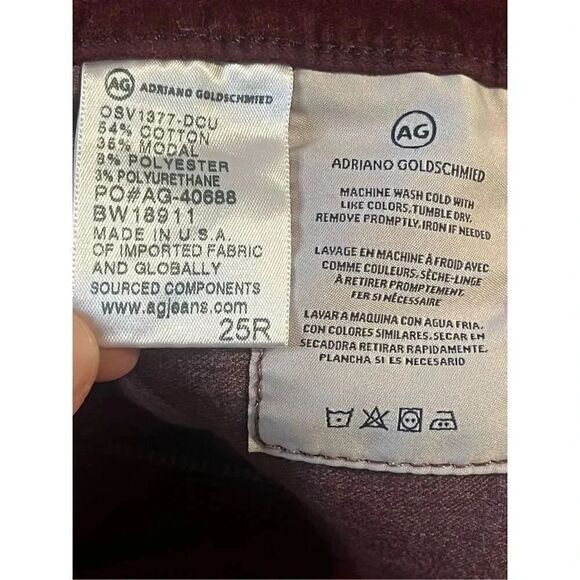 AG ADRIANO GOLDSCHMIED
OSV1377-DCU
54% COTTON
35% MODAL
8% POLYESTER
3% POLYURETHANE
PO#AG-40688
BW18911
MADE IN U.S.A
OF IMPORTED FABRIC
AND GLOBALLY
SOURCED COMPONENTS
www.agjeans.com
25R
AG
ADRIANO GOLDSCHMIED
MACHINE WASH COLD WITH
LIKE COLORS, TUMBLE DRY,
REMOVE PROMPTLY, IRON IF NEEDED
LAVAGE EN MACHINE À FROID AVEC
COMME COULEURS. SÈCHE-LINGE
À RETIRER PROMPTEMENT.
FER SI NÉCESSAIRE
LAVAR A MAQUINA CON AGUA FRIA.
CON COLORES SIMILARES. SECAR EN
SECADORA RETIRAR RAPIDAMENTE.
PLANCHA SI ES NECESARIO